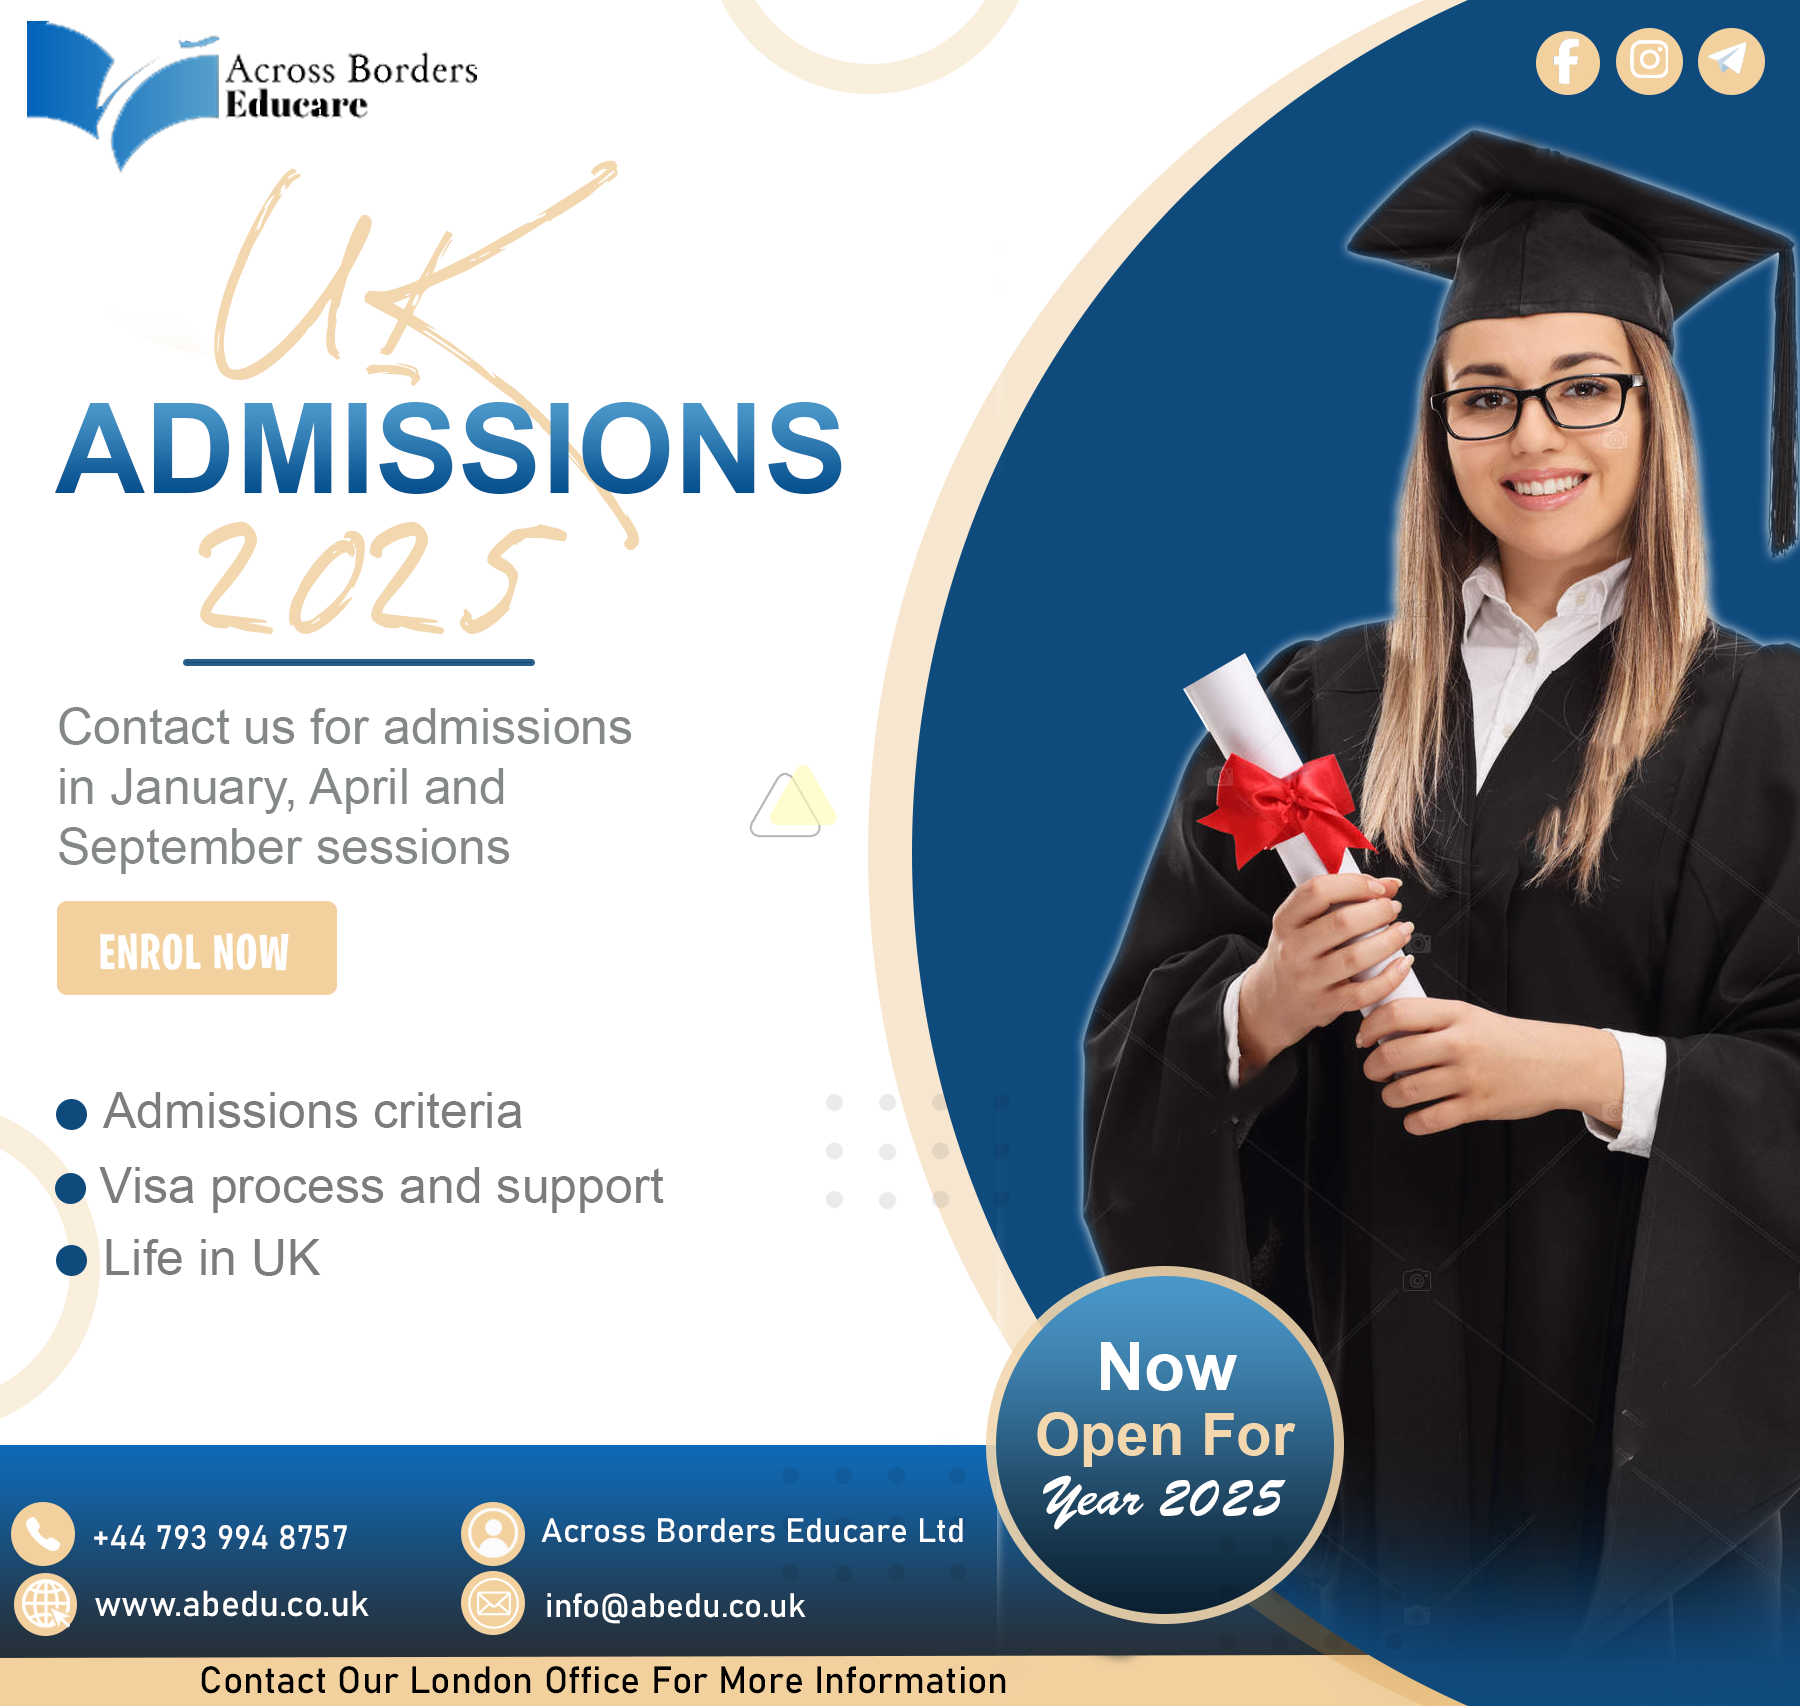 Across Borders
Educare
UK
ADMISSIONS
2025
Contact us for admissions
in January, April and
September sessions
ENROL NOW
Admissions criteria
Visa process and support
Life in UK
Now
Open For
Year 2025
+44 793 994 8757
Across Borders Educare Ltd
www.abedu.co.uk
info@abedu.co.uk
Contact Our London Office For More Information